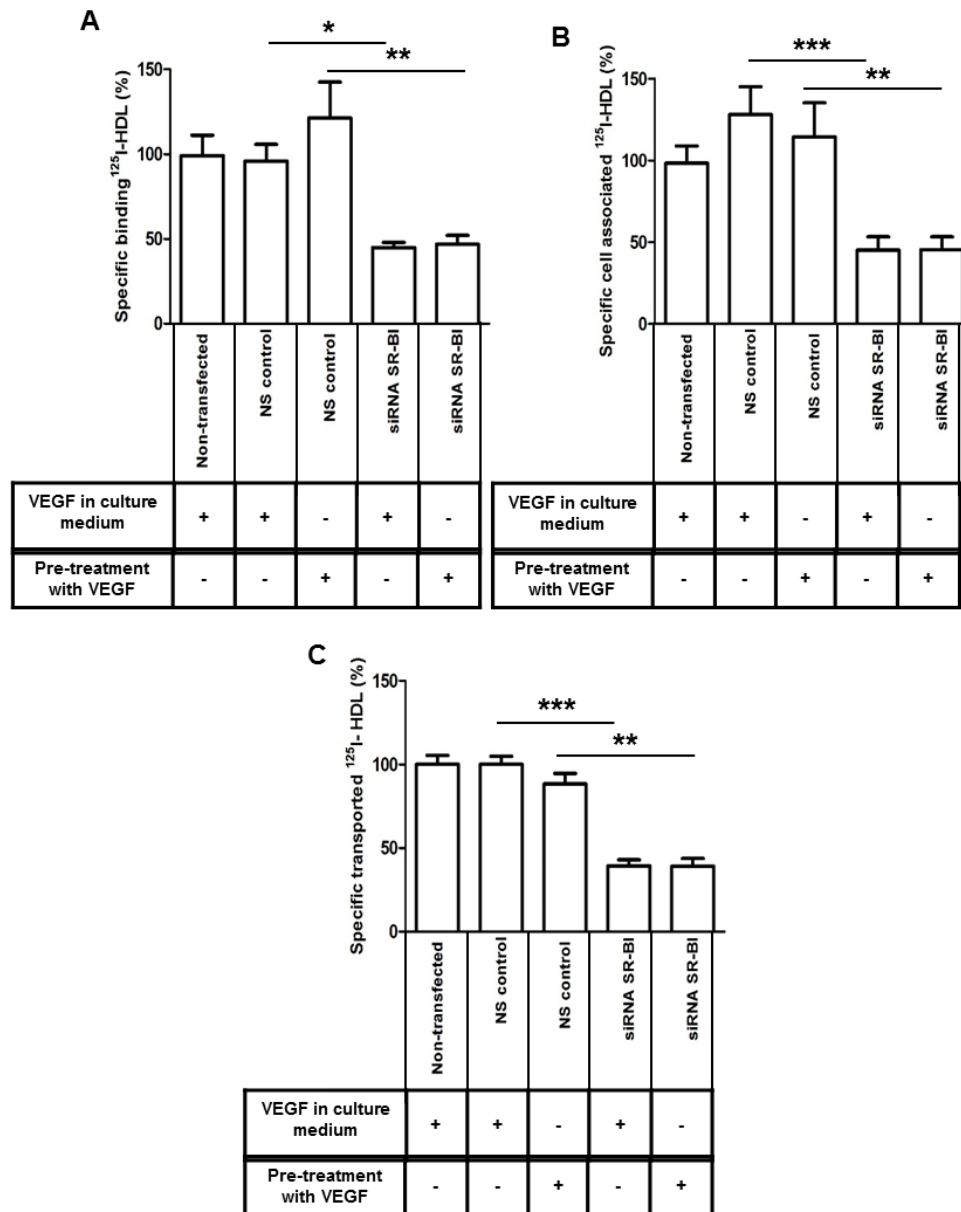 A
*
**
150
100
50
0
Specific binding ¹²⁵I-HDL (%)
Non-transfected
NS control
NS control
siRNA SR-BI
siRNA SR-BI
VEGF in culture
medium
+ + - + -
Pre-treatment
with VEGF
- - + - +
B
***
**
150
100
50
0
Specific cell associated ¹²⁵I-HDL (%)
Non-transfected
NS control
NS control
siRNA SR-BI
siRNA SR-BI
VEGF in culture
medium
+ + - + -
Pre-treatment
with VEGF
- - + - +
C
***
**
150
100
50
0
Specific transported ¹²⁵I- HDL (%)
Non-transfected
NS control
NS control
siRNA SR-BI
siRNA SR-BI
VEGF in culture
medium
+ + - + -
Pre-treatment
with VEGF
- - + - +